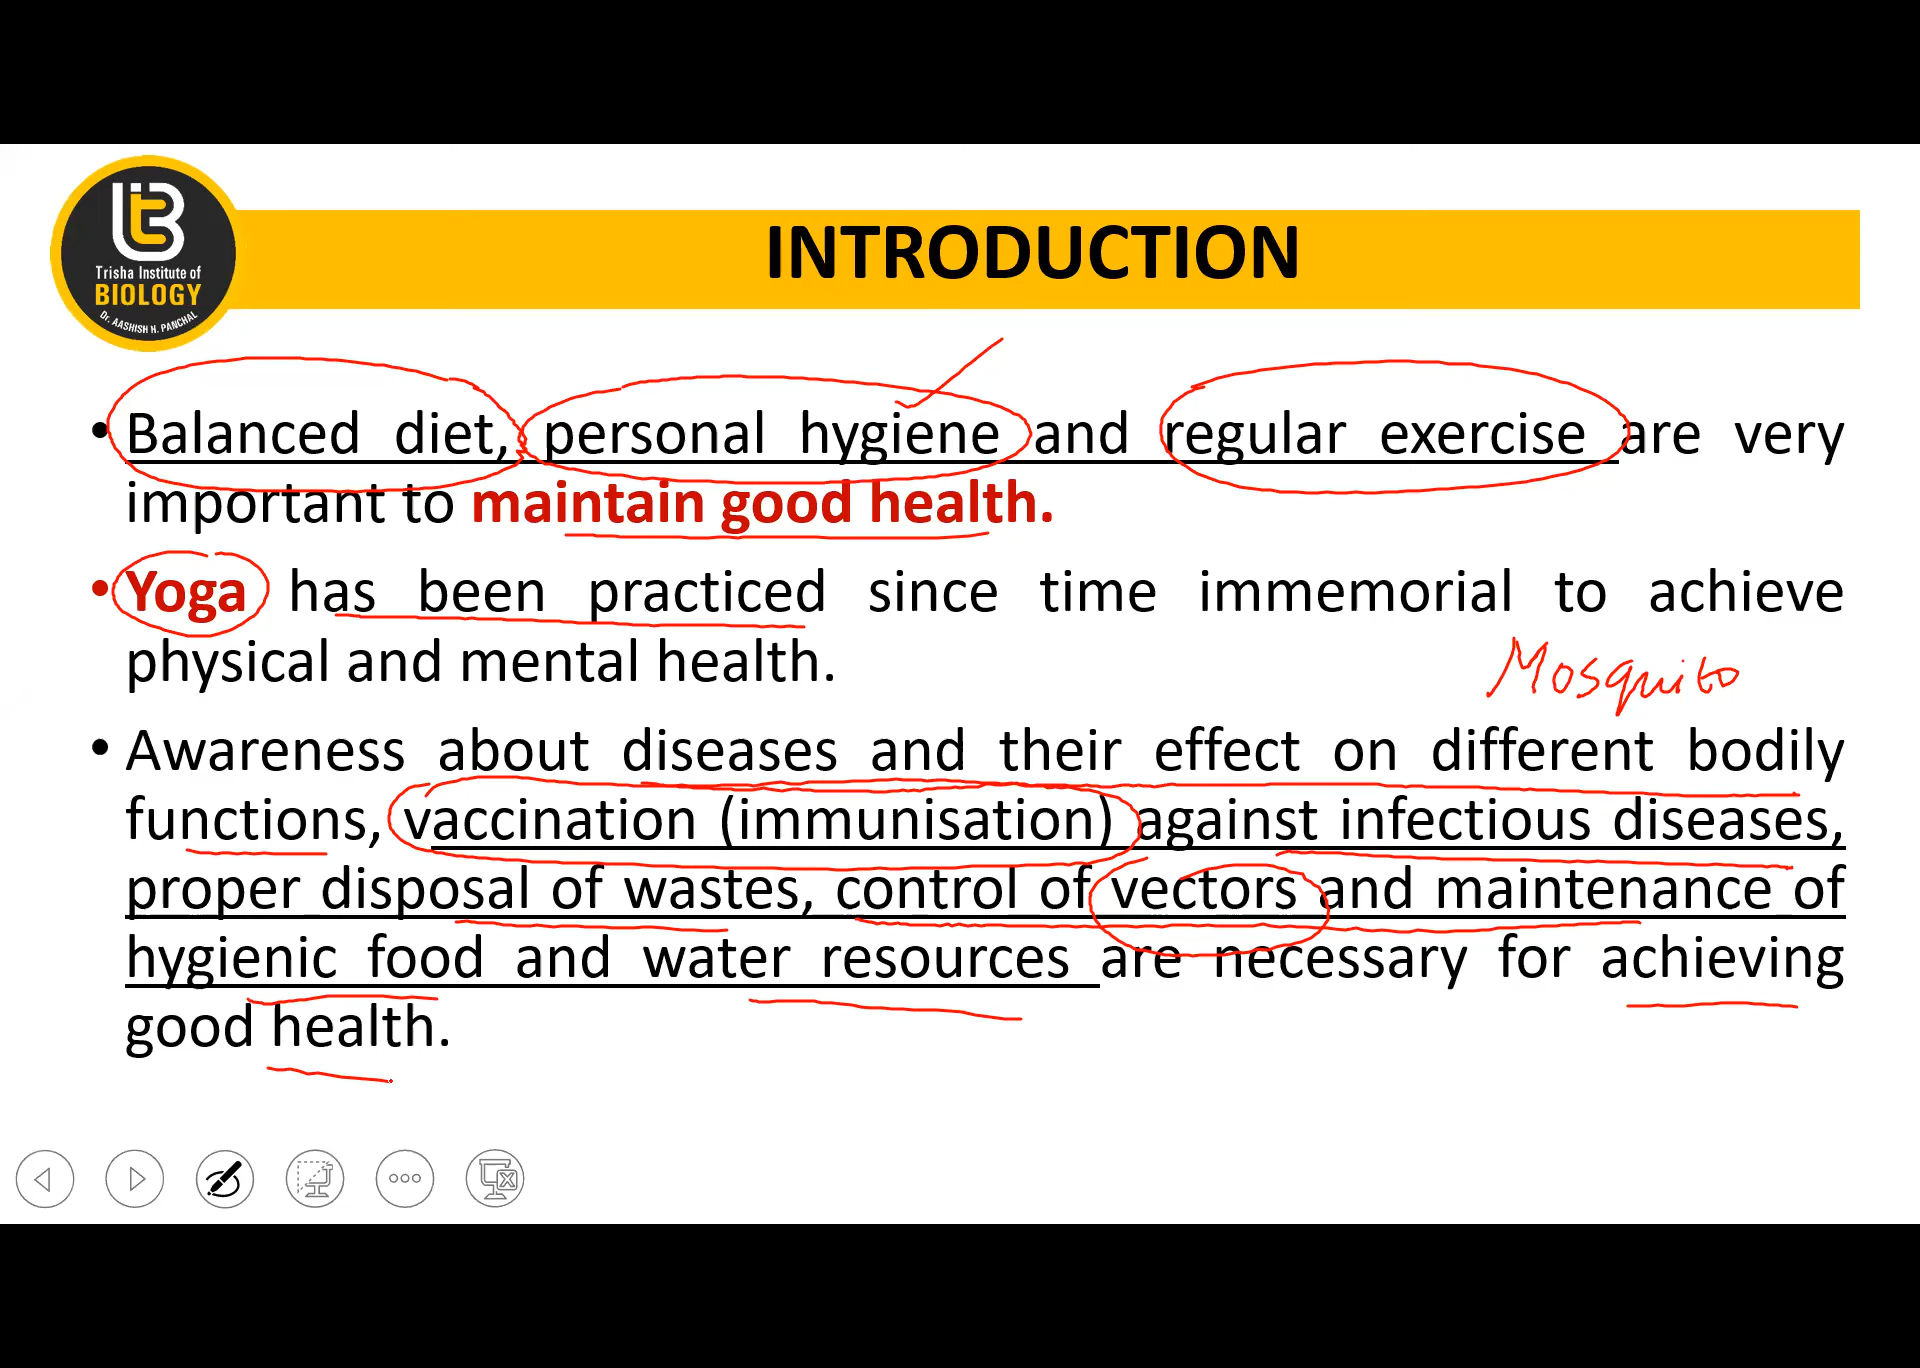 Trisha Institute of
BIOLOGY
Dr. AASHISH H. PANCHAL
INTRODUCTION
• Balanced diet, personal hygiene and regular exercise are very
important to maintain good health.
• Yoga has been practiced since time immemorial to achieve
physical and mental health.
Mosquito
• Awareness about diseases and their effect on different bodily
functions, vaccination (immunisation) against infectious diseases,
proper disposal of wastes, control of vectors and maintenance of
hygienic food and water resources are necessary for achieving
good health.